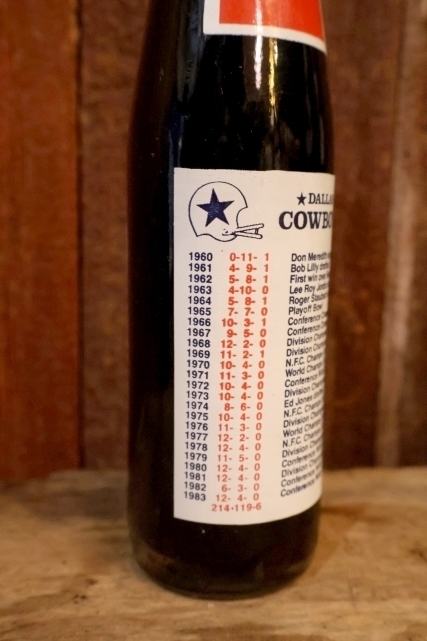 DALLA
COWBO
1960 0-11- 1 Don Meredith
1961 4- 9- 1 Bob Lilly
1962 5- 8- 1 First win
1963 4-10- 0 Lee Roy
1964 5- 8- 1 Roger
1965 7- 7- 0 Playoff Bowl
1966 10- 3- 1 Conference
1967 9- 5- 0 Conference
1968 12- 2- 0 Division
1969 11- 2- 1 Division
1970 10- 4- 0 N.F.C.
1971 11- 3- 0 World
1972 10- 4- 0 Conference
1973 10- 4- 0 Division
1974 8- 6- 0 Ed Jones
1975 10- 4- 0 N.F.C.
1976 11- 3- 0 Division
1977 12- 2- 0 World
1978 12- 4- 0 N.F.C.
1979 11- 5- 0 Division
1980 12- 4- 0 Conference
1981 12- 4- 0 Division
1982 6- 3- 0 Conference
1983 12- 4- 0 Conference
214-119-6